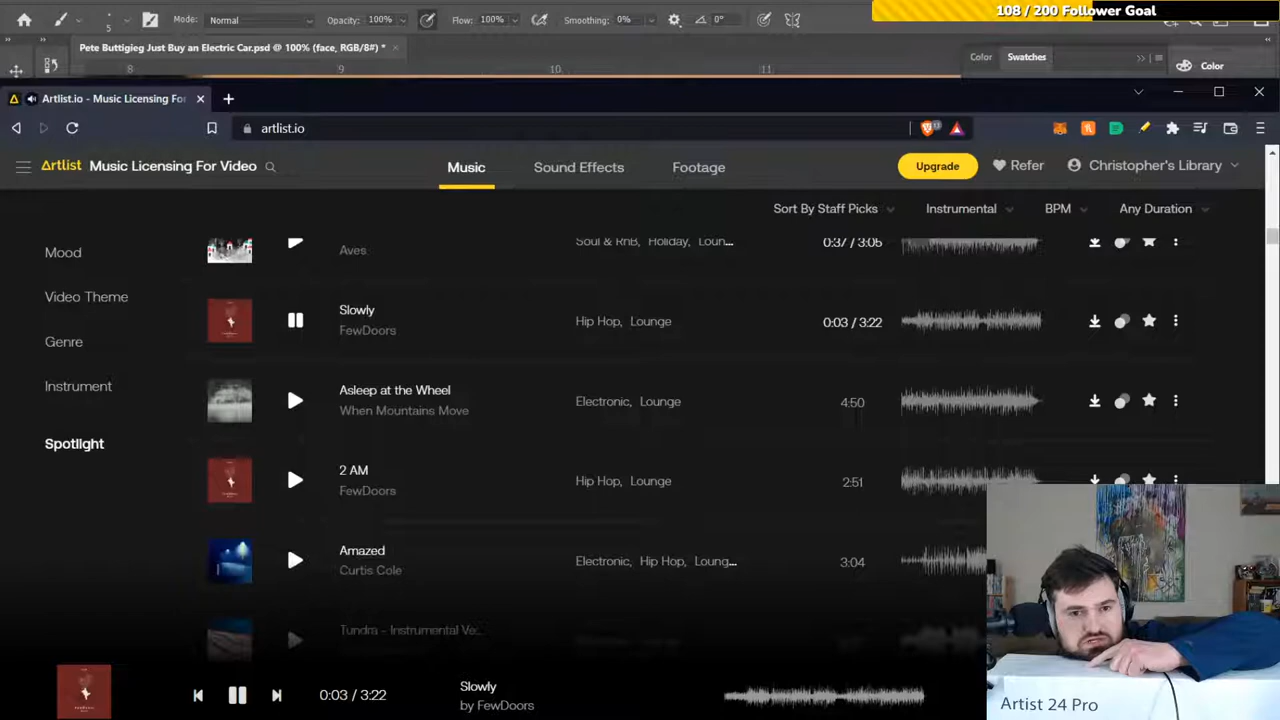 108 / 200 Follower Goal
Mode: Normal Opacity: 100% Flow: 100% Smoothing: 0% 0°
5
Pete Buttigieg Just Buy an Electric Car.psd @ 100% (face, RGB/8#) *
Color Swatches Color
8 9 10 11
Artlist.io - Music Licensing For
artlist.io
Artlist Music Licensing For Video
Music Sound Effects Footage
Upgrade Refer Christopher's Library
Sort By Staff Picks Instrumental BPM Any Duration
Mood
Video Theme
Genre
Instrument
Spotlight
Aves
Soul & RnB, Holiday, Loun...
0:37 / 3:05
Slowly
FewDoors
Hip Hop, Lounge
0:03 / 3:22
Asleep at the Wheel
When Mountains Move
Electronic, Lounge
4:50
2 AM
FewDoors
Hip Hop, Lounge
2:51
Amazed
Curtis Cole
Electronic, Hip Hop, Loung...
3:04
Tundra - Instrumental Ve...
0:03 / 3:22
Slowly
by FewDoors
Artist 24 Pro